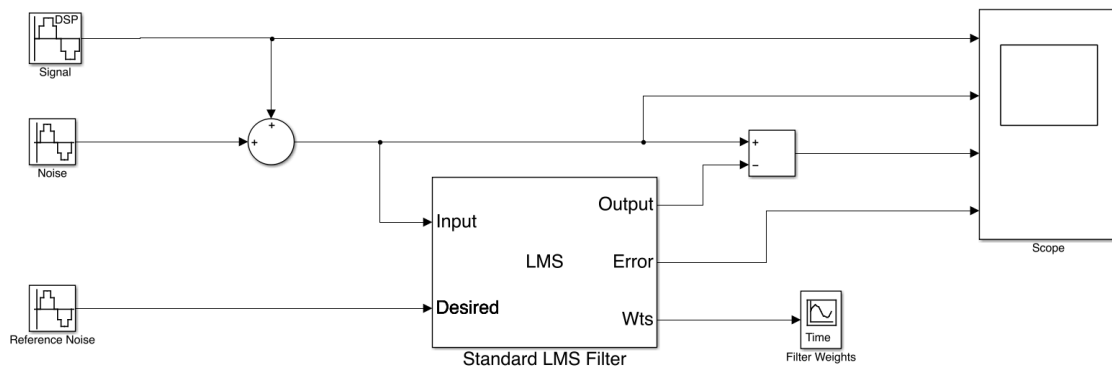 DSP
Signal
+
+
Noise
+
−
Scope
Input
Output
LMS
Error
Desired
Wts
Reference Noise
Standard LMS Filter
Time
Filter Weights